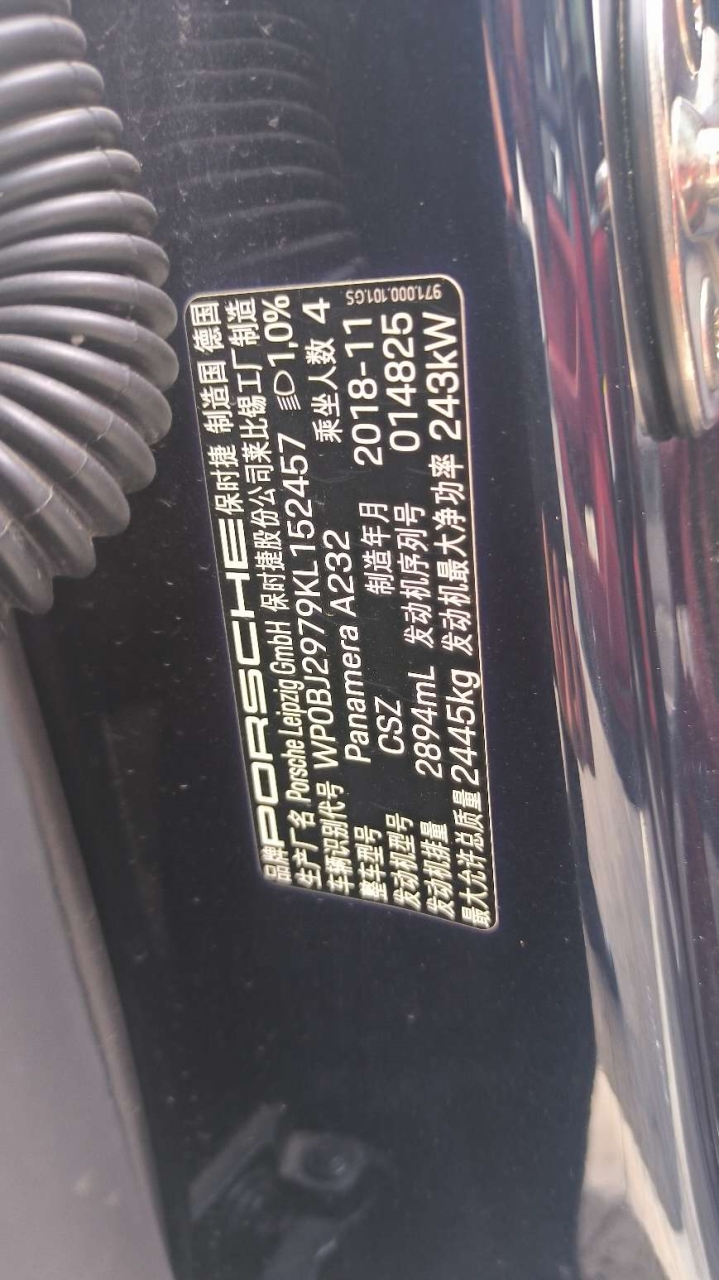 品牌 PORSCHE 保时捷 制造国 德国
生产厂名 Porsche Leipzig GmbH 保时捷股份公司莱比锡工厂制造
车辆识别代号 WP0BJ2979KL152457 1,0%
整车型号 Panamera A232 乘坐人数 4
发动机型号 CSZ 制造年月 2018-11
发动机排量 2894mL 发动机序列号 014825
最大允许总质量 2445kg 发动机最大净功率 243kW
971.000.101.GS